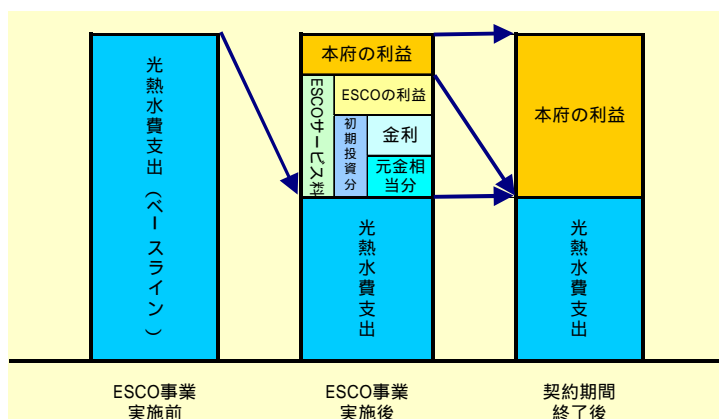 光熱水費支出（ベースライン）
本府の利益
ESCOサービス料
ESCOの利益
初期投資分
金利
元金相
当分
光熱水費支出
本府の利益
光熱水費支出
ESCO事業
実施前
ESCO事業
実施後
契約期間
終了後